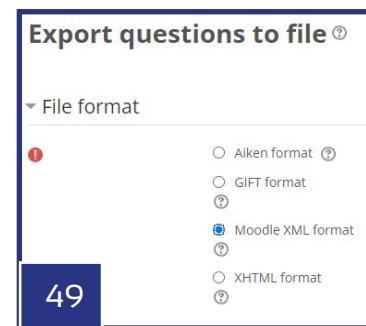 Export questions to file
File format
Aiken format
GIFT format
Moodle XML format
XHTML format
49